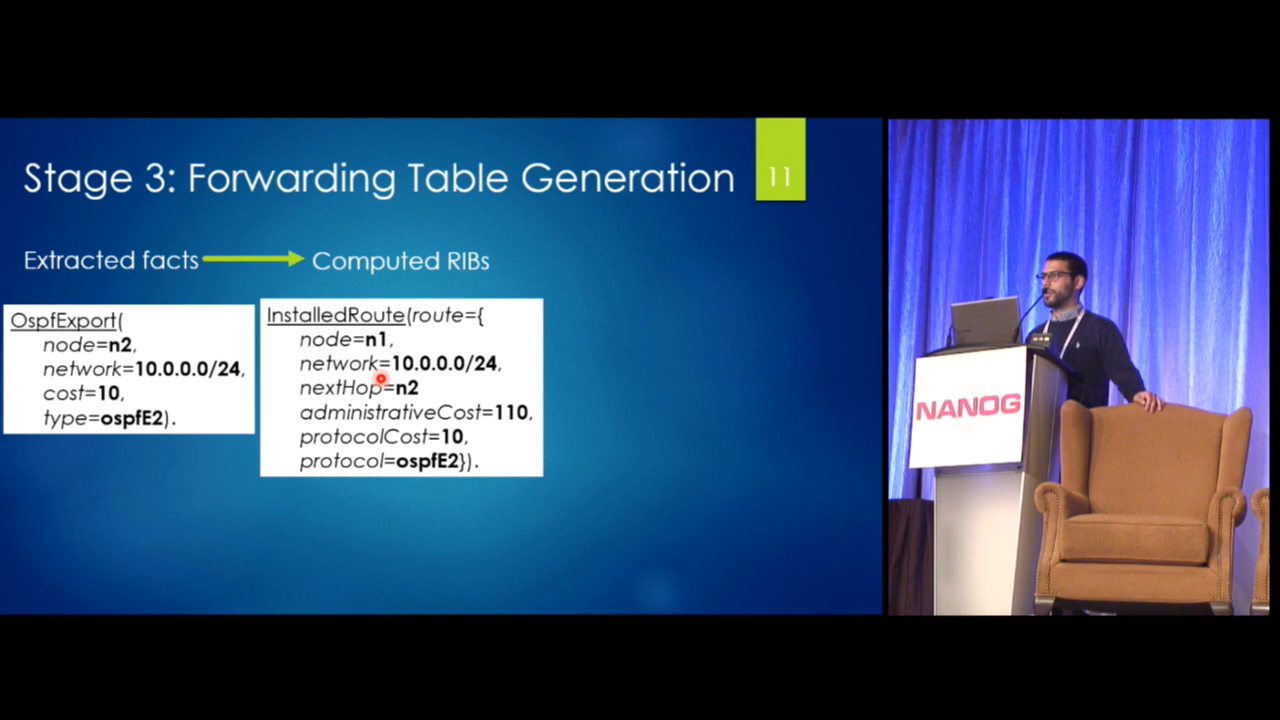 Stage 3: Forwarding Table Generation
11
Extracted facts
Computed RIBs
OspfExport(
node=n2,
network=10.0.0.0/24,
cost=10,
type=ospfE2).
InstalledRoute(route={
node=n1,
network=10.0.0.0/24,
nextHop=n2
administrativeCost=110,
protocolCost=10,
protocol=ospfE2}).
NANOG